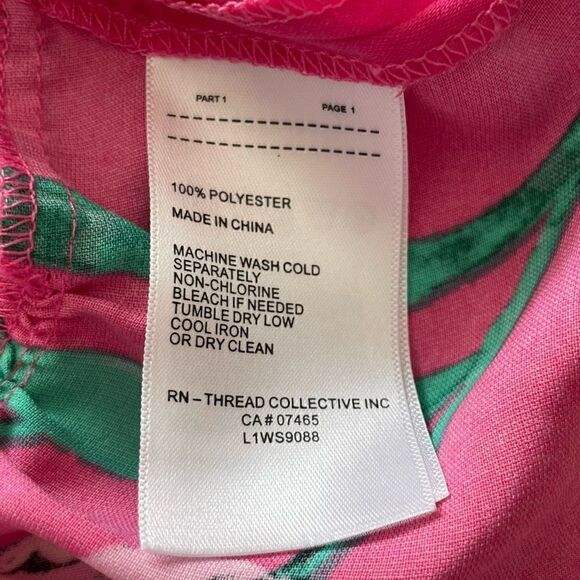 PART 1 PAGE 1
100% POLYESTER
MADE IN CHINA
MACHINE WASH COLD
SEPARATELY
NON-CHLORINE
BLEACH IF NEEDED
TUMBLE DRY LOW
COOL IRON
OR DRY CLEAN
RN – THREAD COLLECTIVE INC
CA # 07465
L1WS9088